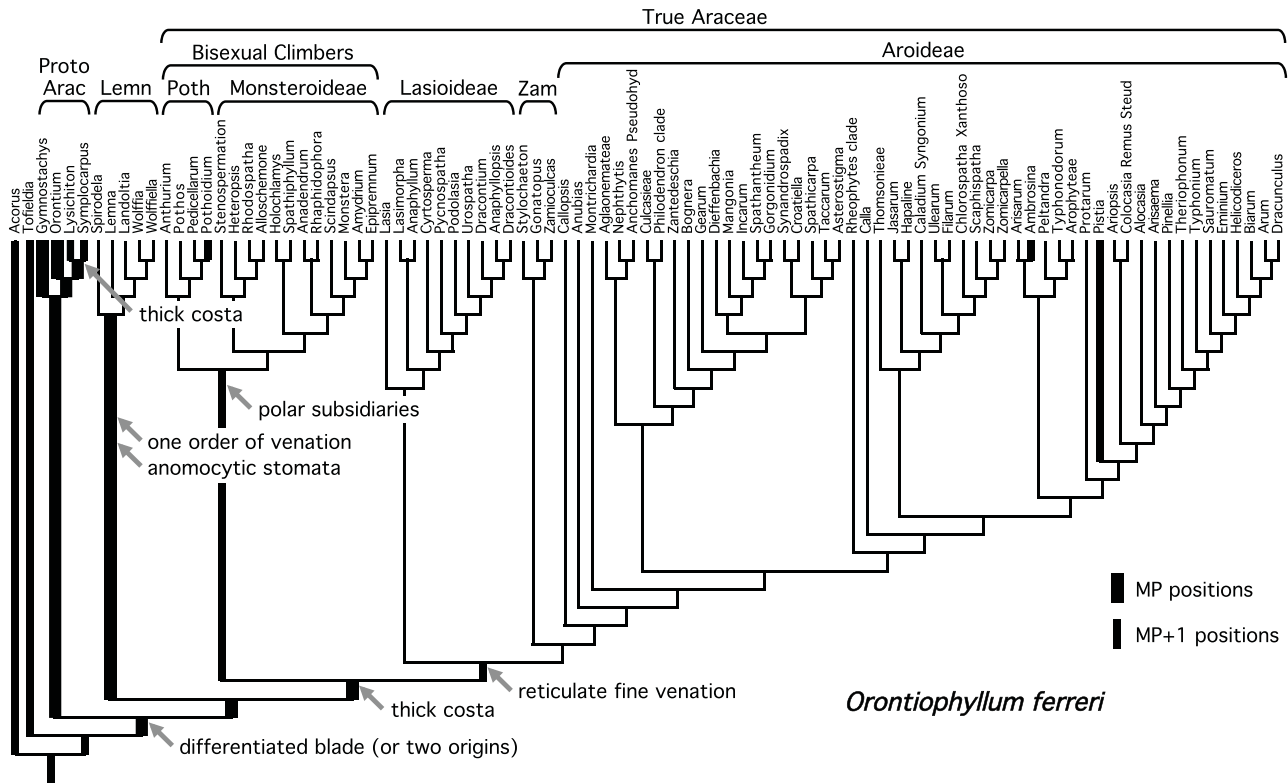 True Araceae
Bisexual Climbers
Aroideae
Proto
Arac
Lemn
Poth
Monsteroideae
Lasioideae
Zam
Acorus
Tofieldia
Gymnostachys
Orontium
Lysichiton
Symplocarpus
Spirodela
Lemna
Landoltia
Wolffia
Wolffiella
Anthurium
Pothos
Pedicellarum
Pothoidium
Stenospermation
Heteropsis
Rhodospatha
Alloschemone
Holochlamys
Spathiphyllum
Anadendrum
Rhaphidophora
Scindapsus
Monstera
Amydrium
Epipremnum
Lasia
Lasimorpha
Anaphyllum
Cyrtosperma
Pycnospatha
Podolasia
Urospatha
Dracontium
Anaphyllopsis
Dracontioides
Stylochaeton
Gonatopus
Zamioculcas
Callopsis
Anubias
Montrichardia
Aglaonemateae
Nephthytis
Anchomanes Pseudohyd
Culcasieae
Philodendron clade
Zantedeschia
Bognera
Gearum
Dieffenbachia
Mangonia
Incarum
Spathantheum
Gorgonidium
Synandrospadix
Croatiella
Spathicarpa
Taccarum
Asterostigma
Rheophytes clade
Calla
Thomsonieae
Jasarum
Hapaline
Caladium Syngonium
Ulearum
Filarum
Chlorospatha Xanthoso
Scaphispatha
Zomicarpa
Zomicarpella
Arisarum
Ambrosina
Peltandra
Typhonodorum
Arophyteae
Protarum
Pistia
Ariopsis
Colocasia Remus Steud
Alocasia
Arisaema
Pinellia
Theriophonum
Typhonium
Sauromatum
Eminium
Helicodiceros
Biarum
Arum
Dracunculus
thick costa
polar subsidiaries
one order of venation
anomocytic stomata
MP positions
MP+1 positions
reticulate fine venation
thick costa
Orontiophyllum ferreri
differentiated blade (or two origins)